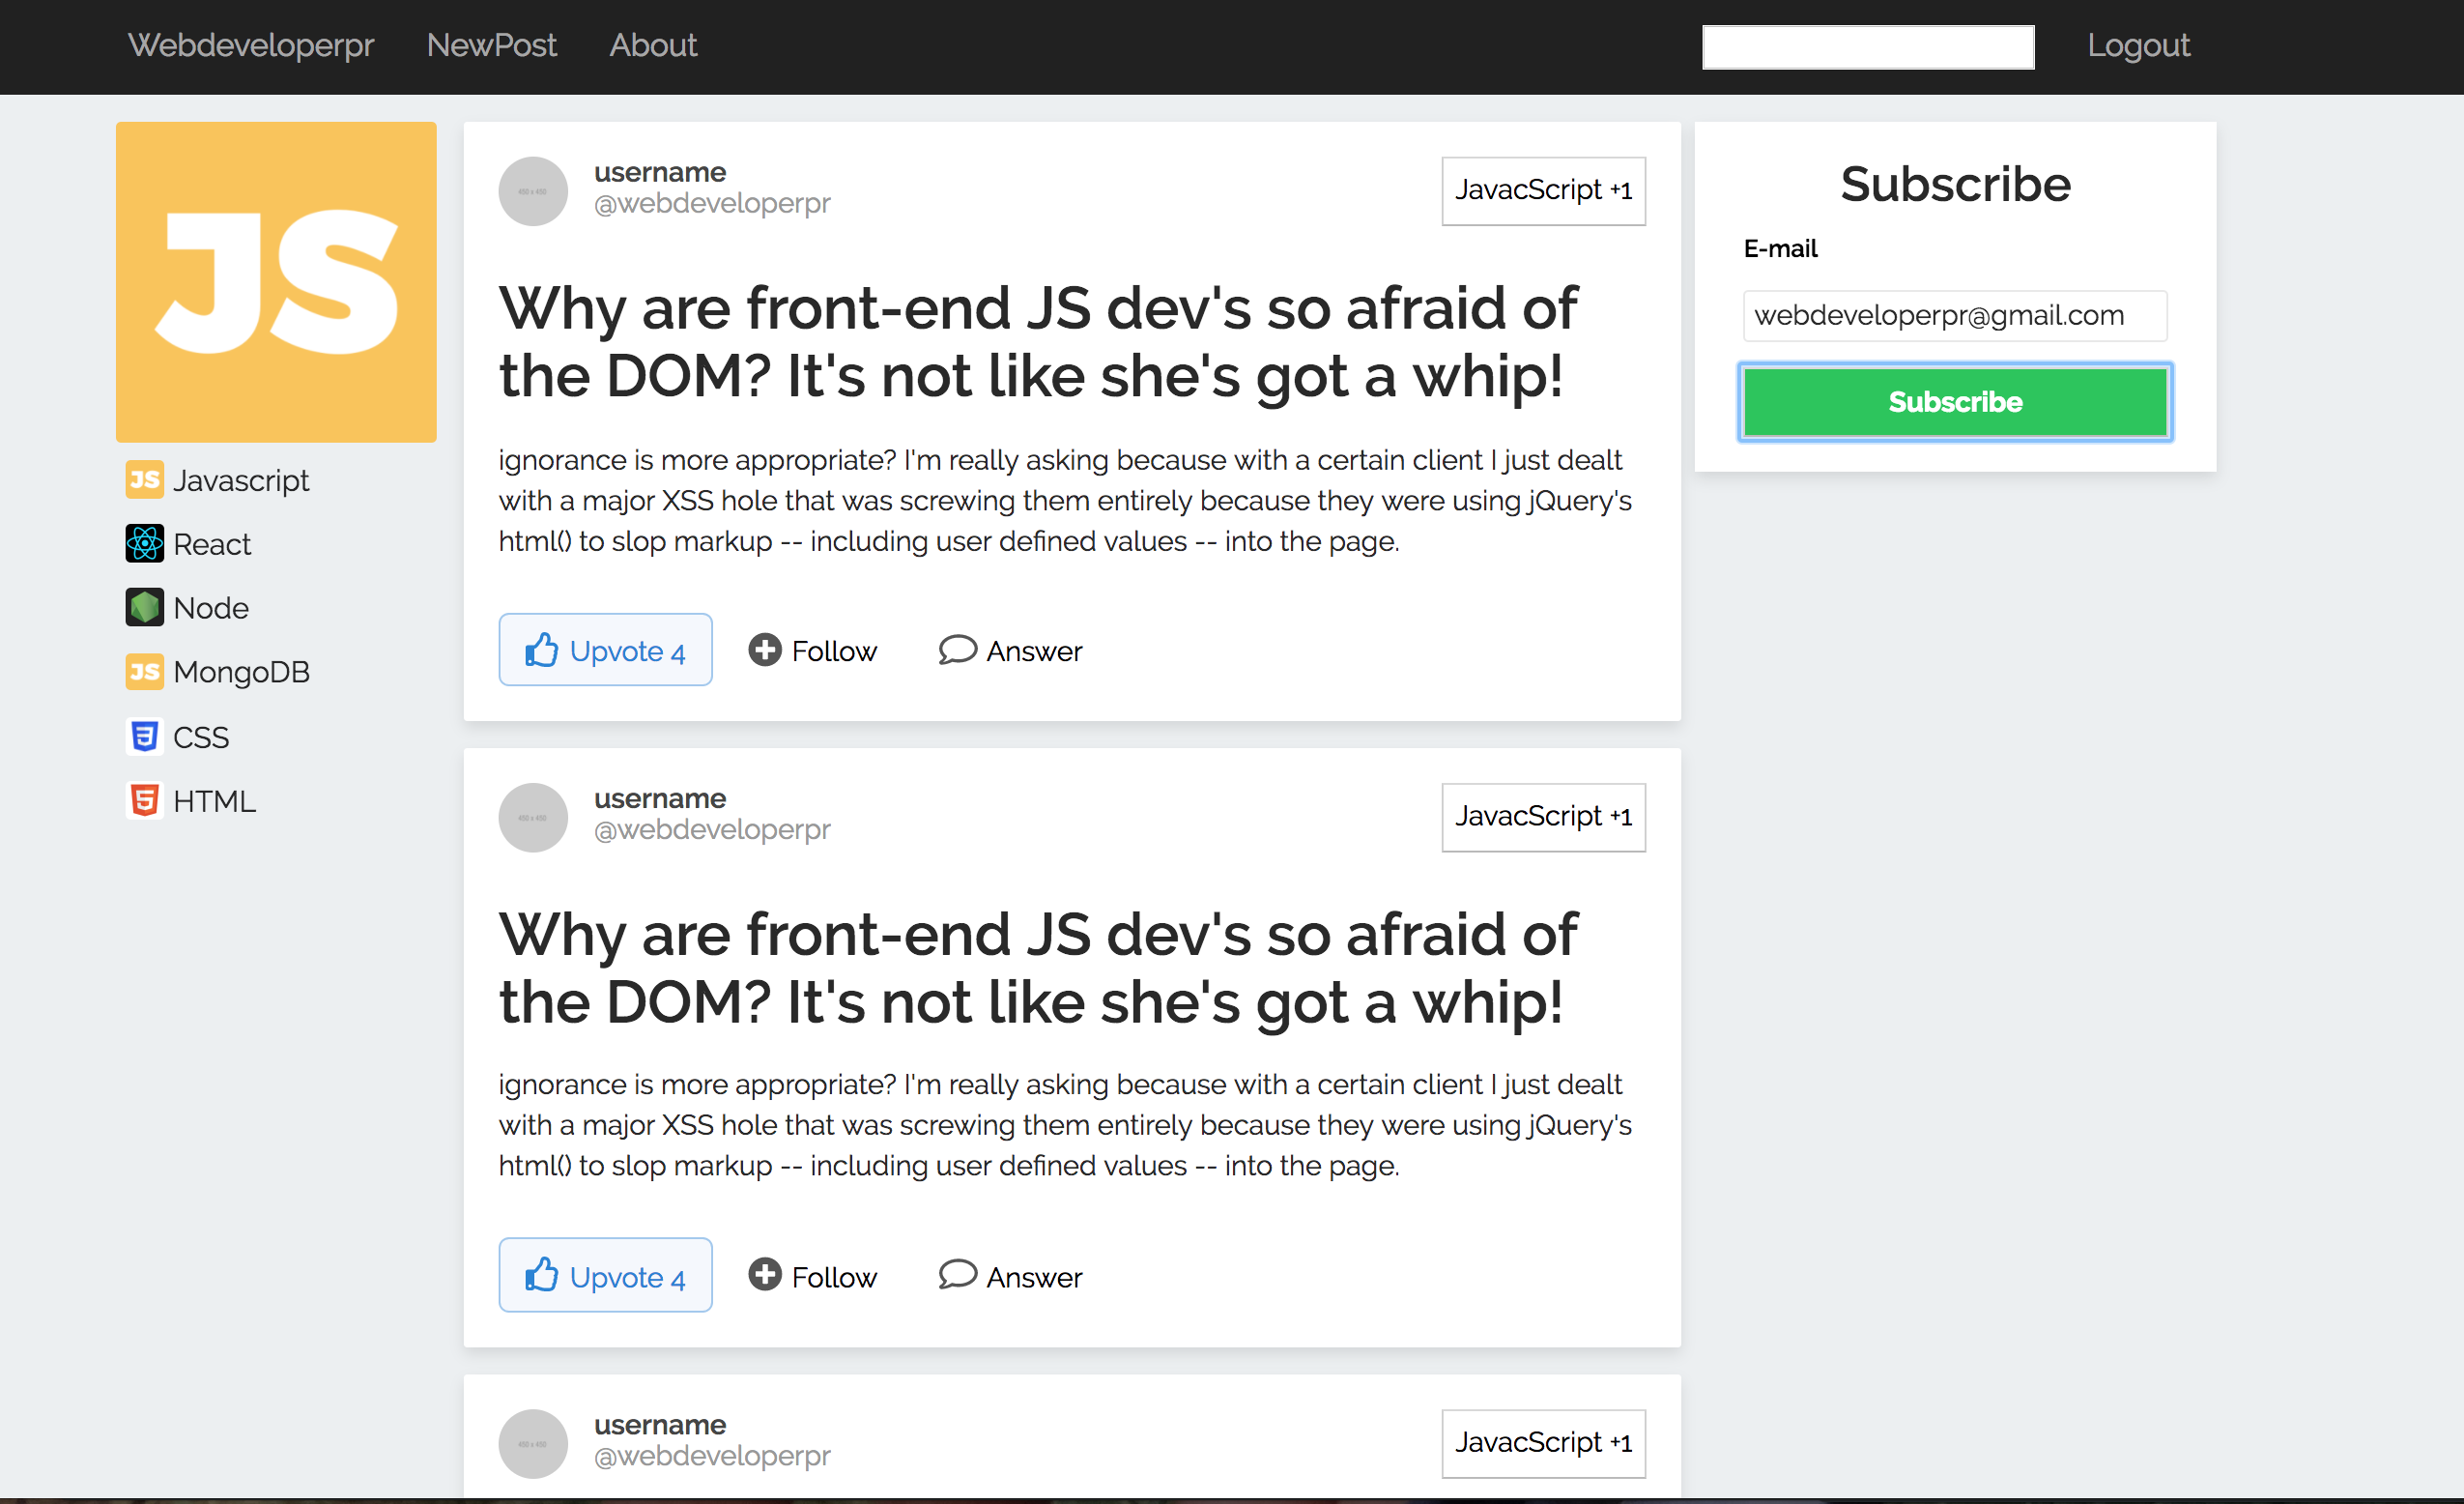 Webdeveloperpr NewPost About Logout
JS
Javascript
React
Node
JS MongoDB
CSS
HTML
username
@webdeveloperpr
JavacScript +1
Why are front-end JS dev's so afraid of
the DOM? It's not like she's got a whip!
ignorance is more appropriate? I'm really asking because with a certain client I just dealt
with a major XSS hole that was screwing them entirely because they were using jQuery's
html() to slop markup -- including user defined values -- into the page.
Upvote 4 Follow Answer
username
@webdeveloperpr
JavacScript +1
Why are front-end JS dev's so afraid of
the DOM? It's not like she's got a whip!
ignorance is more appropriate? I'm really asking because with a certain client I just dealt
with a major XSS hole that was screwing them entirely because they were using jQuery's
html() to slop markup -- including user defined values -- into the page.
Upvote 4 Follow Answer
username
@webdeveloperpr
JavacScript +1
Subscribe
E-mail
webdeveloperpr@gmail.com
Subscribe